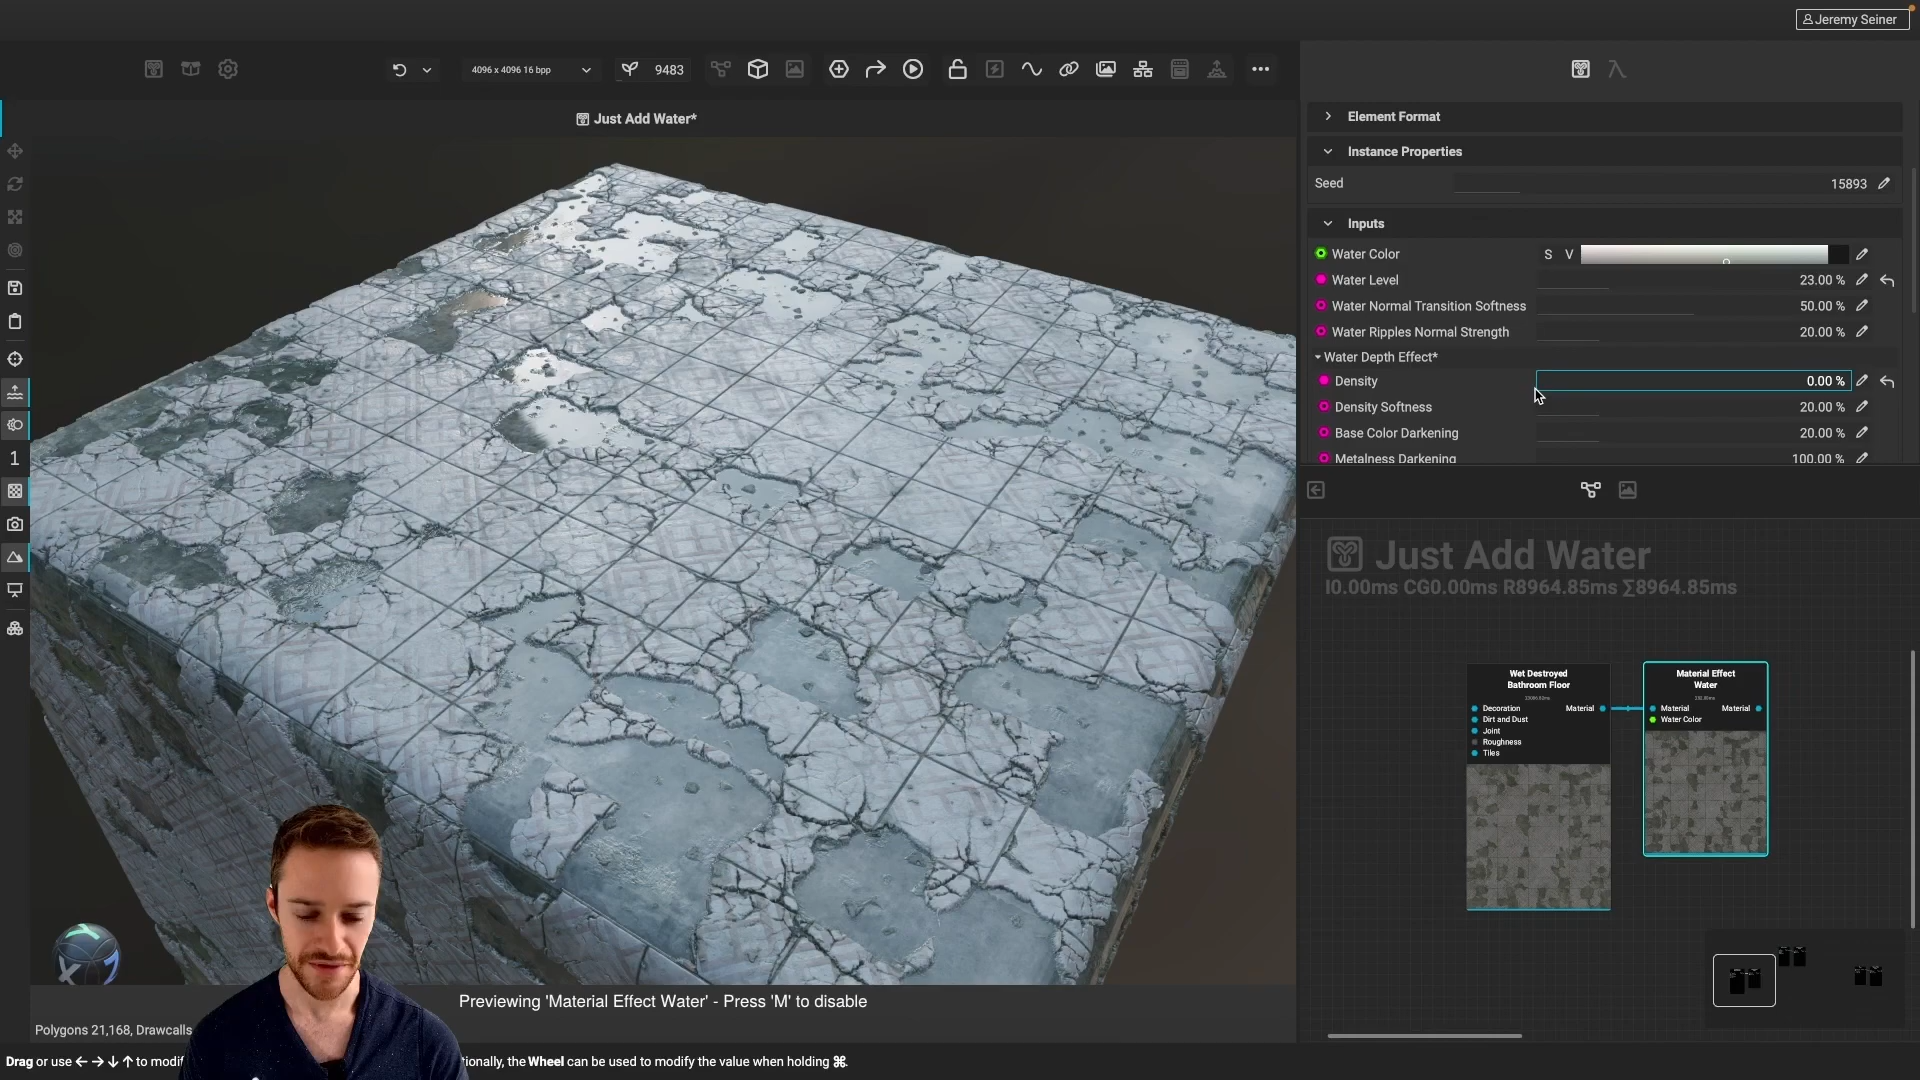 Jeremy Seiner
4096 x 4096 16 bpp
9483
Just Add Water*
Element Format
Instance Properties
Seed 15893
Inputs
Water Color S V
Water Level 23.00 %
Water Normal Transition Softness 50.00 %
Water Ripples Normal Strength 20.00 %
Water Depth Effect*
Density 0.00 %
Density Softness 20.00 %
Base Color Darkening 20.00 %
Metalness Darkening 100.00 %
1
Just Add Water
I0.00ms CG0.00ms R8964.85ms ∑8964.85ms
Wet Destroyed
Bathroom Floor
Decoration Material
Dirt and Dust
Joint
Roughness
Tiles
Material Effect
Water
Material Material
Water Color
Previewing 'Material Effect Water' - Press 'M' to disable
Polygons 21,168, Drawcalls
Drag or use ← → ↓ ↑ to modif
tionally, the Wheel can be used to modify the value when holding ⌘.